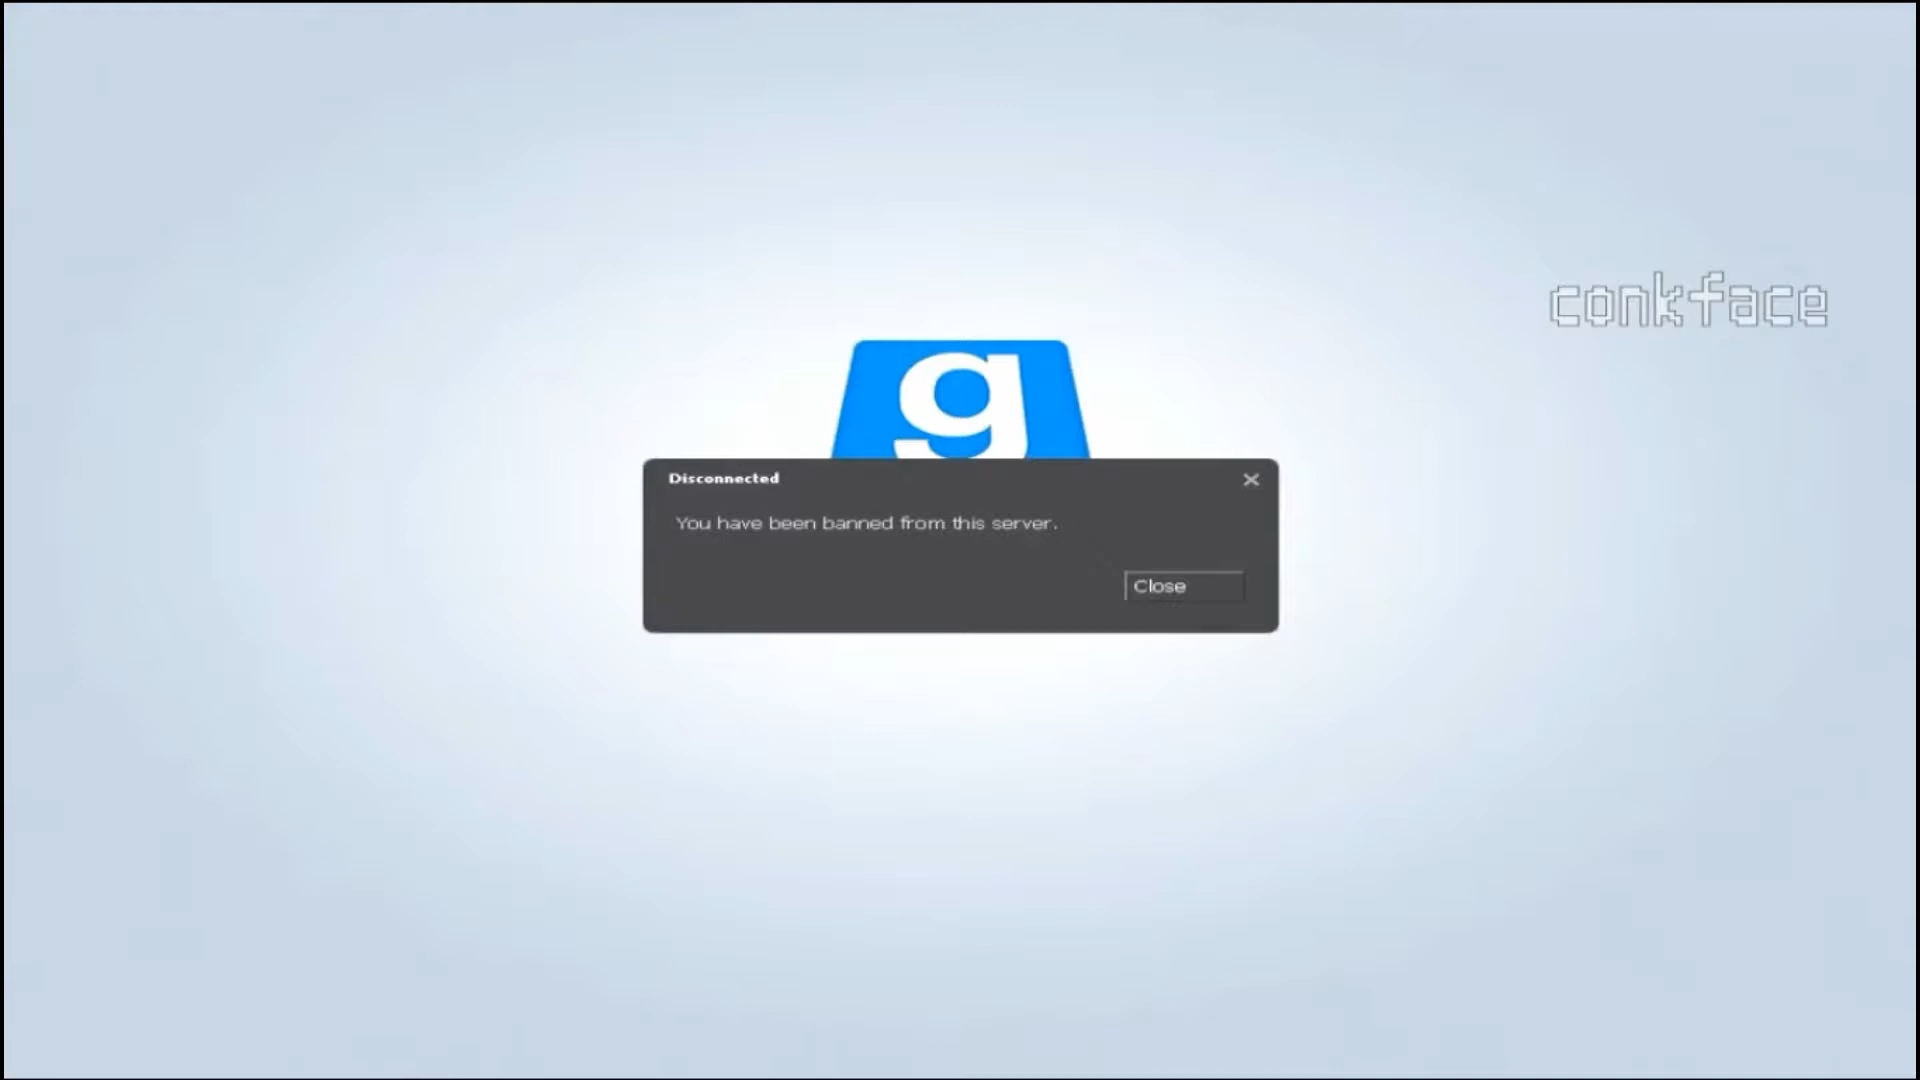 conkface
g
Disconnected
You have been banned from this server.
Close